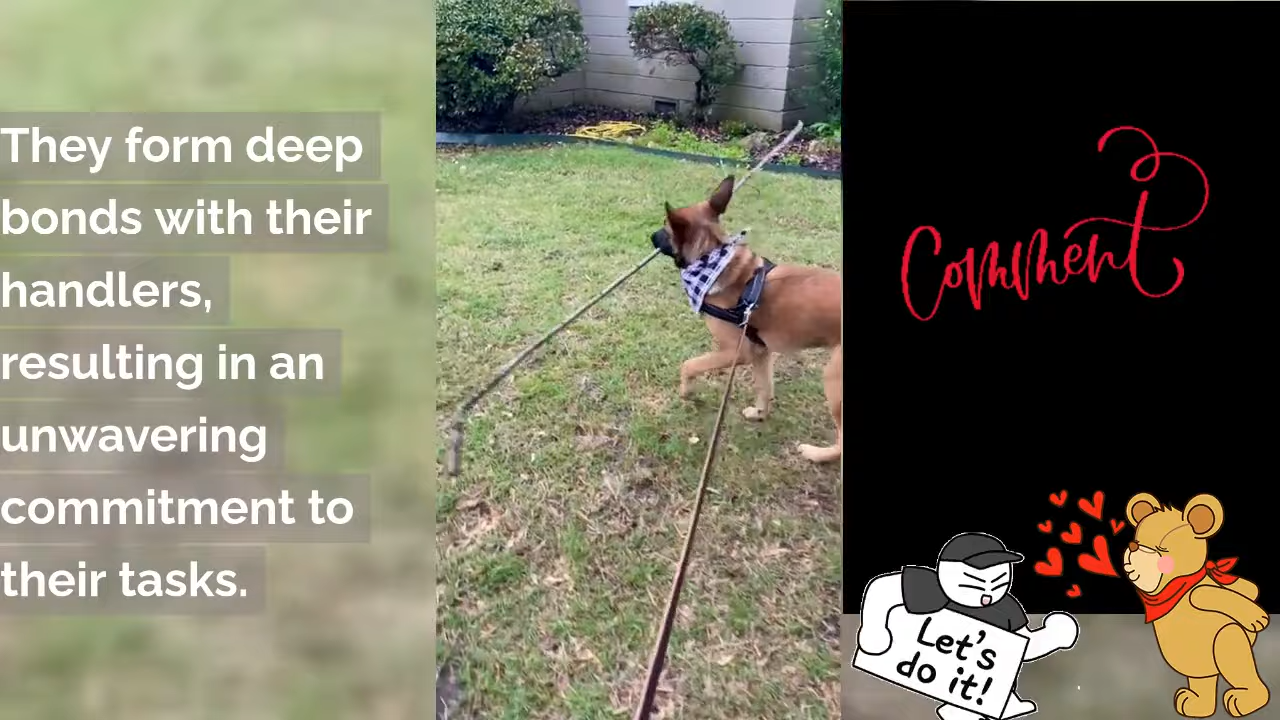 They form deep
bonds with their
handlers,
resulting in an
unwavering
commitment to
their tasks.
Comment
Let's
do it!